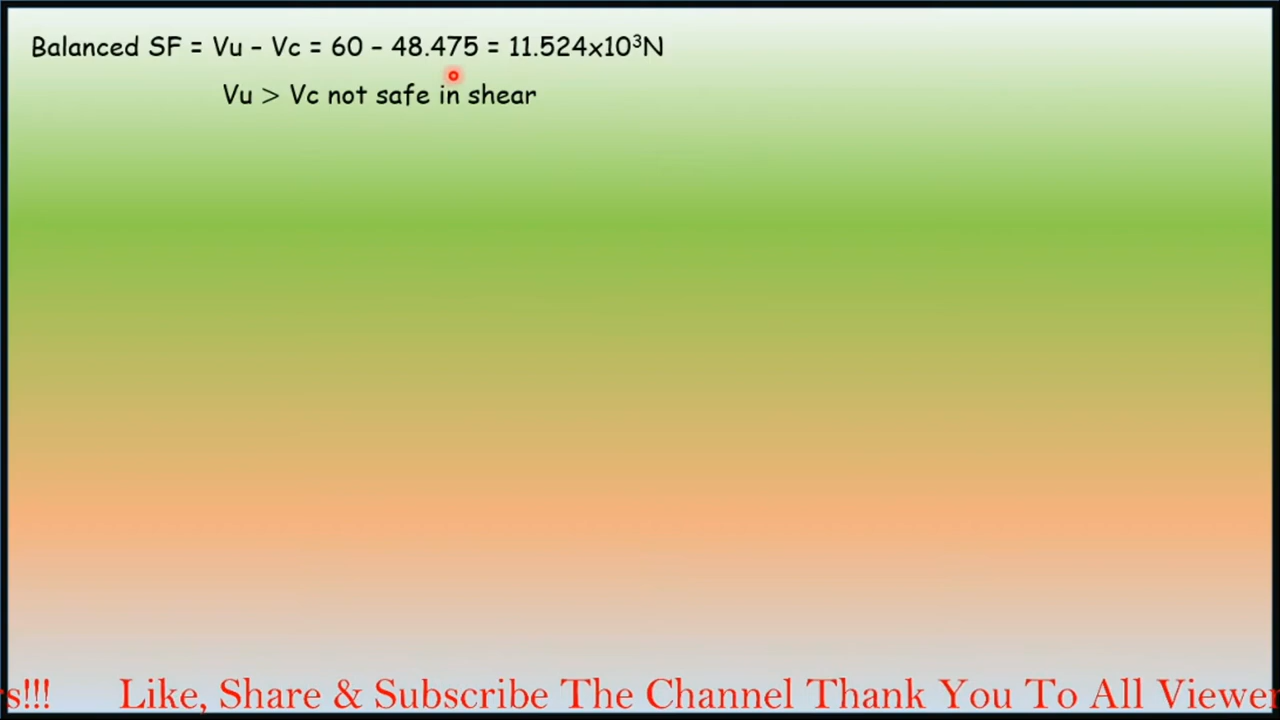 Balanced SF = Vu – Vc = 60 – 48.475 = 11.524x10³N
Vu > Vc not safe in shear
s!!! Like, Share & Subscribe The Channel Thank You To All Viewer